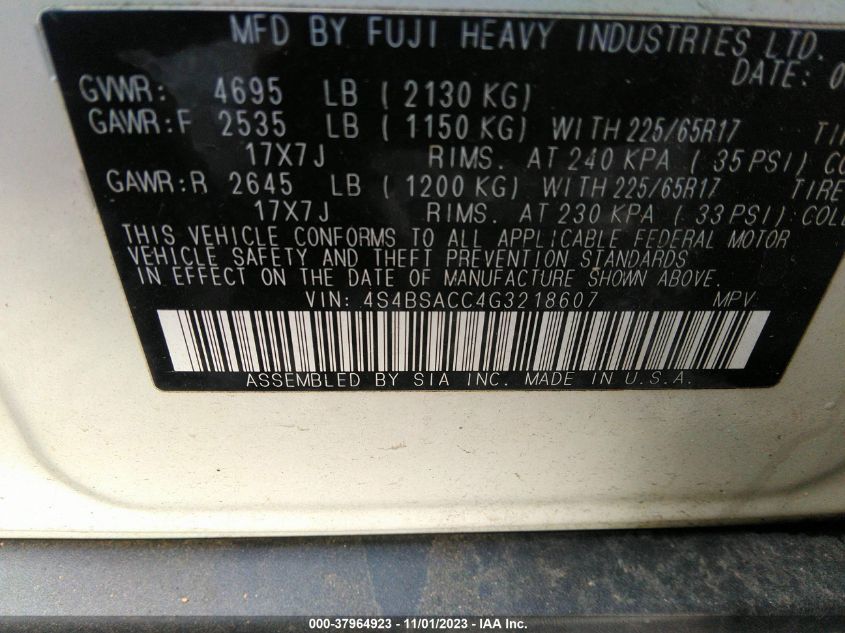 MFD BY FUJI HEAVY INDUSTRIES LTD.
DATE: 0
GVWR: 4695 LB ( 2130 KG)
GAWR:F 2535 LB ( 1150 KG) WITH 225/65R17 TI
17X7J RIMS. AT 240 KPA ( 35 PSI) CO
GAWR:R 2645 LB ( 1200 KG) WITH 225/65R17 TIRE
17X7J RIMS. AT 230 KPA ( 33 PSI) COL
THIS VEHICLE CONFORMS TO ALL APPLICABLE FEDERAL MOTOR
VEHICLE SAFETY AND THEFT PREVENTION STANDARDS
IN EFFECT ON THE DATE OF MANUFACTURE SHOWN ABOVE.
VIN: 4S4BSACC4G3218607 MPV
ASSEMBLED BY SIA INC. MADE IN U.S.A.
000-37964923 - 11/01/2023 - IAA Inc.